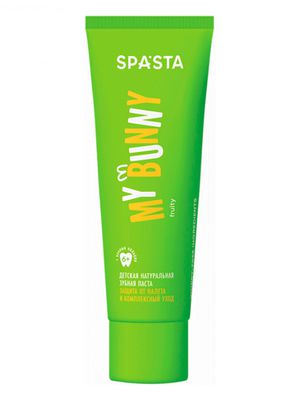 SPASTA
MY BUNNY
fruity
ДЕТСКАЯ НАТУРАЛЬНАЯ
ЗУБНАЯ ПАСТА
ЗАЩИТА ОТ НАЛЕТА
И КОМПЛЕКСНЫЙ УХОД